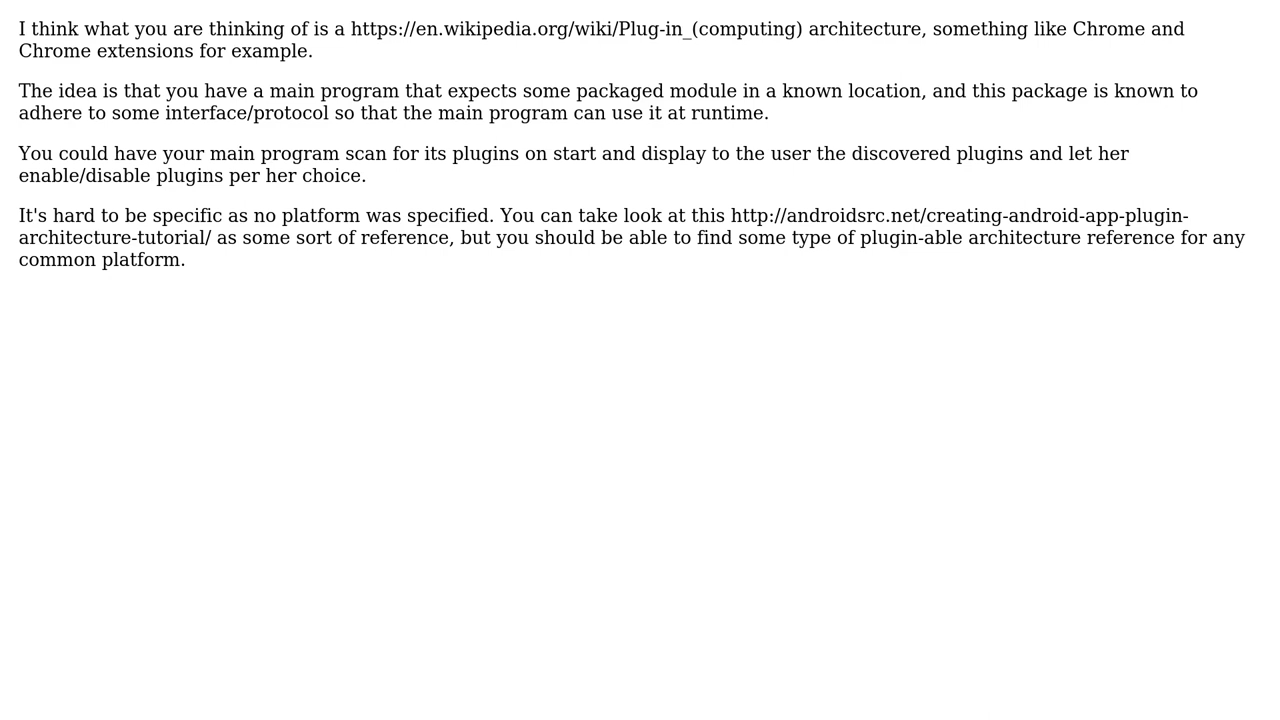 I think what you are thinking of is a https://en.wikipedia.org/wiki/Plug-in_(computing) architecture, something like Chrome and
Chrome extensions for example.
The idea is that you have a main program that expects some packaged module in a known location, and this package is known to
adhere to some interface/protocol so that the main program can use it at runtime.
You could have your main program scan for its plugins on start and display to the user the discovered plugins and let her
enable/disable plugins per her choice.
It's hard to be specific as no platform was specified. You can take look at this http://androidsrc.net/creating-android-app-plugin-
architecture-tutorial/ as some sort of reference, but you should be able to find some type of plugin-able architecture reference for any
common platform.